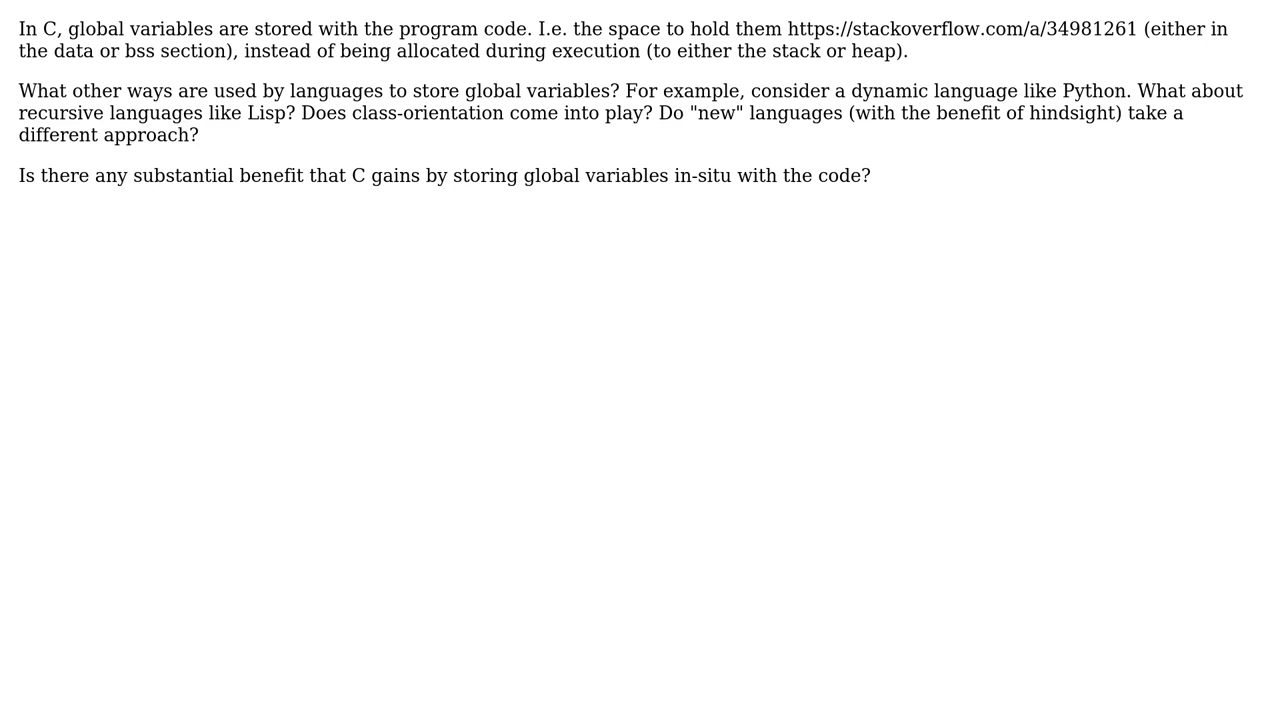 In C, global variables are stored with the program code. I.e. the space to hold them https://stackoverflow.com/a/34981261 (either in
the data or bss section), instead of being allocated during execution (to either the stack or heap).
What other ways are used by languages to store global variables? For example, consider a dynamic language like Python. What about
recursive languages like Lisp? Does class-orientation come into play? Do "new" languages (with the benefit of hindsight) take a
different approach?
Is there any substantial benefit that C gains by storing global variables in-situ with the code?